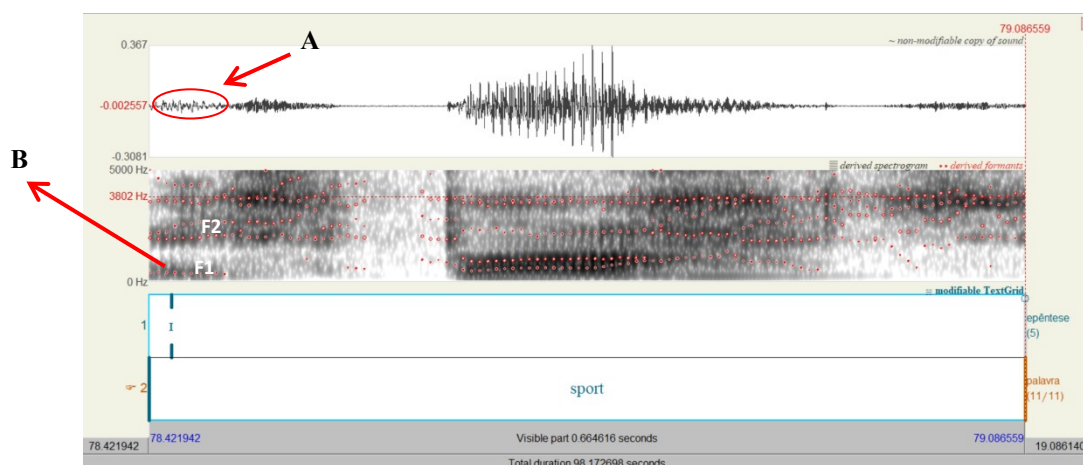 A
79.086559
~ non-modifiable copy of sound
0.367
-0.002557
-0.3081
B
5000 Hz
derived spectrogram
derived formants
3802 Hz
F2
F1
0 Hz
modifiable TextGrid
1
I
epêntese
(5)
2
sport
palavra
(11/11)
78.421942
78.421942
Visible part 0.664616 seconds
79.086559
19.086140
Total duration 98.172698 seconds